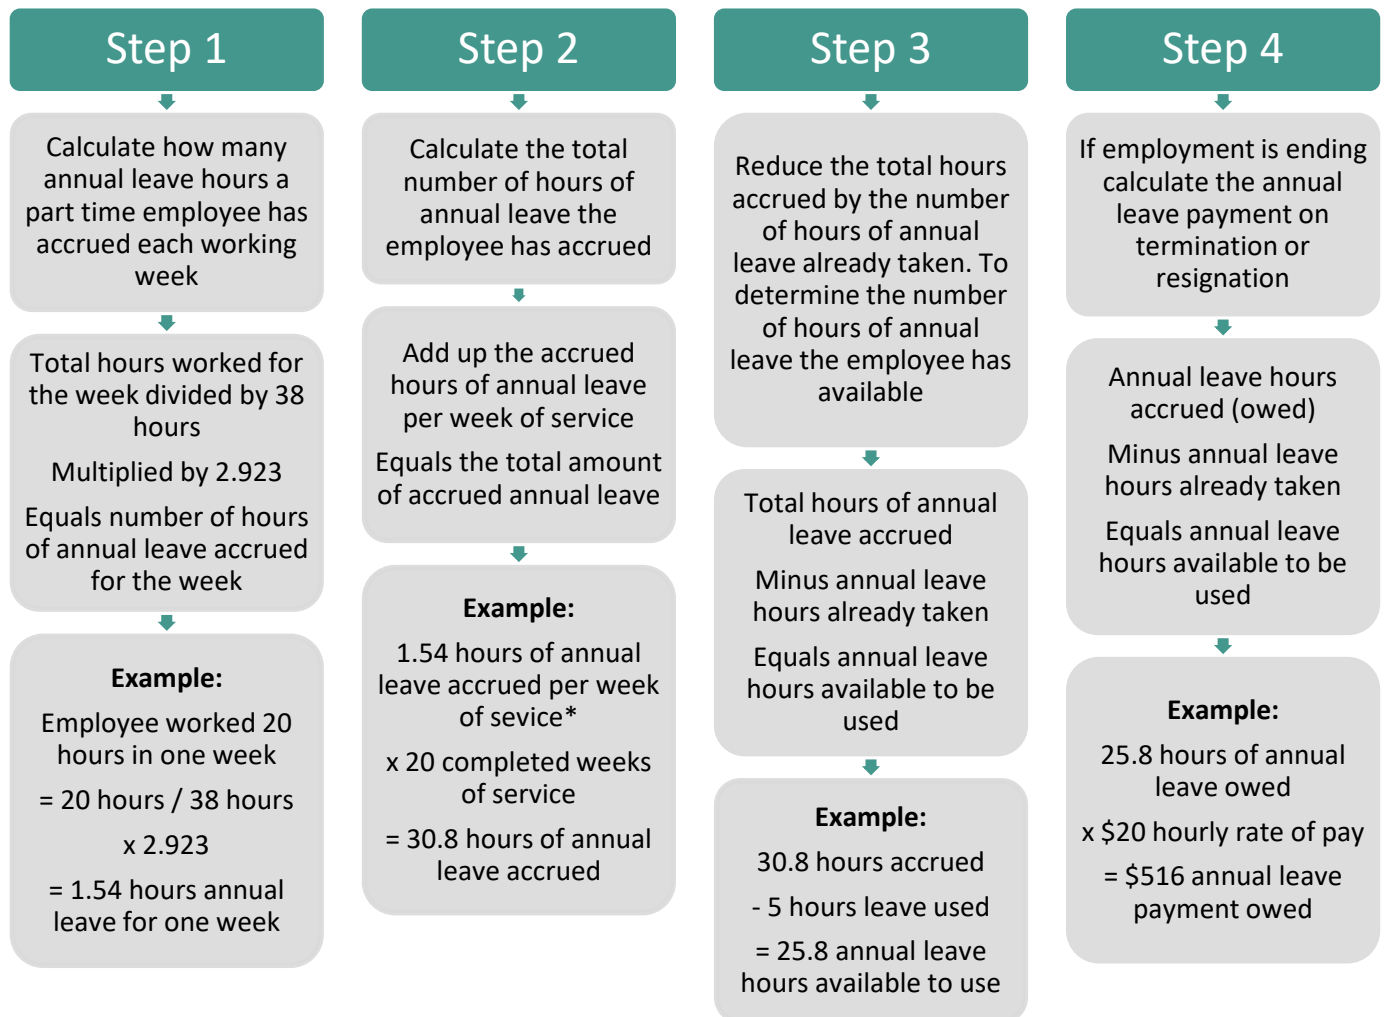 Step 1
Calculate how many
annual leave hours a
part time employee has
accrued each working
week
Total hours worked for
the week divided by 38
hours
Multiplied by 2.923
Equals number of hours
of annual leave accrued
for the week
Example:
Employee worked 20
hours in one week
= 20 hours / 38 hours
x 2.923
= 1.54 hours annual
leave for one week
Step 2
Calculate the total
number of hours of
annual leave the
employee has accrued
Add up the accrued
hours of annual leave
per week of service
Equals the total amount
of accrued annual leave
Example:
1.54 hours of annual
leave accrued per week
of sevice*
x 20 completed weeks
of service
= 30.8 hours of annual
leave accrued
Step 3
Reduce the total hours
accrued by the number
of hours of annual
leave already taken. To
determine the number
of hours of annual
leave the employee has
available
Total hours of annual
leave accrued
Minus annual leave
hours already taken
Equals annual leave
hours available to be
used
Example:
30.8 hours accrued
- 5 hours leave used
= 25.8 annual leave
hours available to use
Step 4
If employment is ending
calculate the annual
leave payment on
termination or
resignation
Annual leave hours
accrued (owed)
Minus annual leave
hours already taken
Equals annual leave
hours available to be
used
Example:
25.8 hours of annual
leave owed
x $20 hourly rate of pay
= $516 annual leave
payment owed